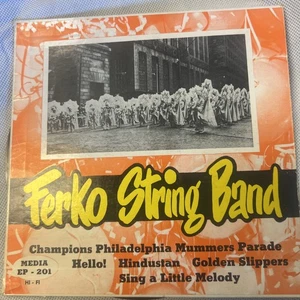 Ferko String Band
Champions Philadelphia Mummers Parade
MEDIA Hello! Hindustan Golden Slippers
EP - 201 Sing a Little Melody
HI - FI